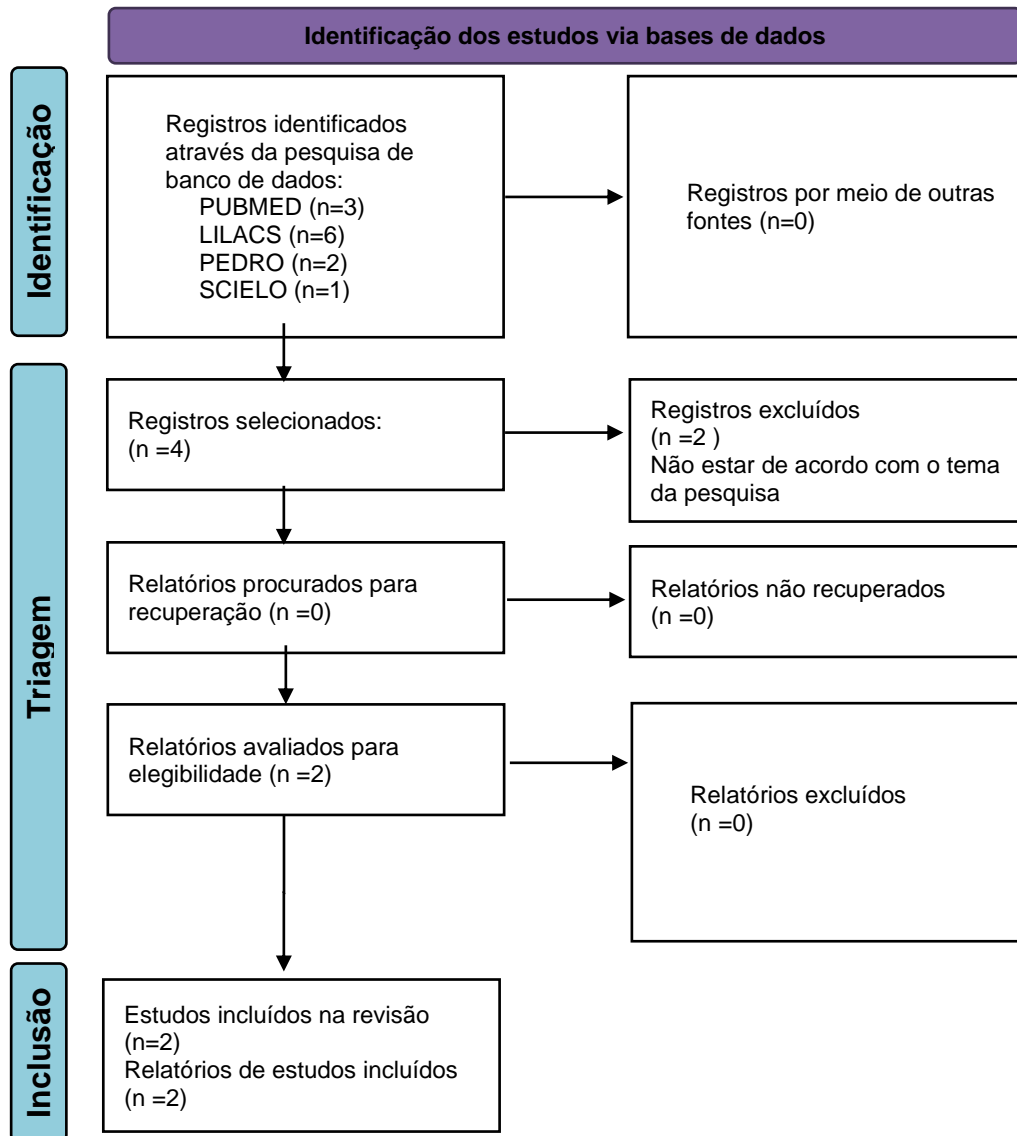 Identificação dos estudos via bases de dados
Identificação
Registros identificados
através da pesquisa de
banco de dados:
PUBMED (n=3)
LILACS (n=6)
PEDRO (n=2)
SCIELO (n=1)
Registros por meio de outras
fontes (n=0)
Triagem
Registros selecionados:
(n =4)
Registros excluídos
(n =2 )
Não estar de acordo com o tema
da pesquisa
Relatórios procurados para
recuperação (n =0)
Relatórios não recuperados
(n =0)
Relatórios avaliados para
elegibilidade (n =2)
Relatórios excluídos
(n =0)
Inclusão
Estudos incluídos na revisão
(n=2)
Relatórios de estudos incluídos
(n =2)